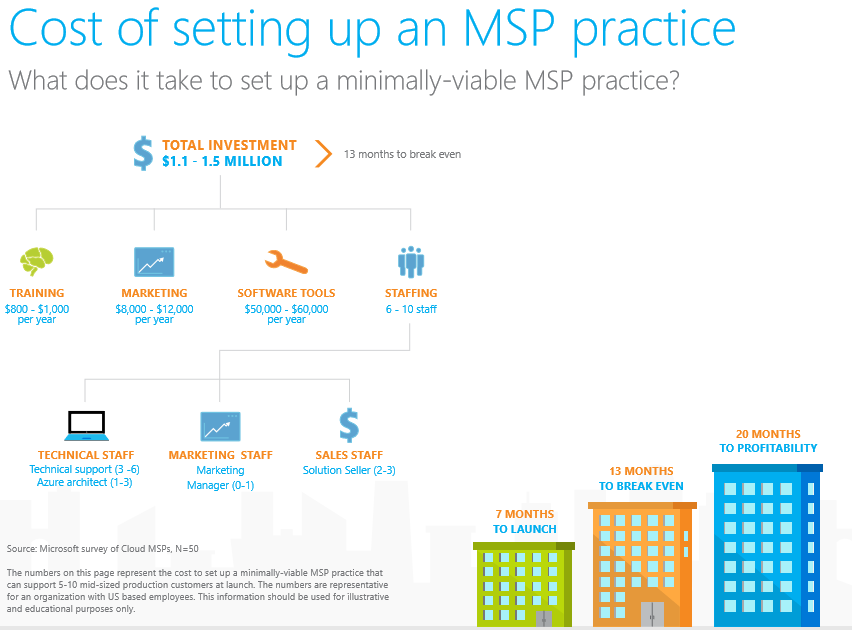 Cost of setting up an MSP practice
What does it take to set up a minimally-viable MSP practice?
TOTAL INVESTMENT
$1.1 - 1.5 MILLION
13 months to break even
TRAINING
$800 - $1,000
per year
MARKETING
$8,000 - $12,000
per year
SOFTWARE TOOLS
$50,000 - $60,000
per year
STAFFING
6 - 10 staff
TECHNICAL STAFF
Technical support (3 -6)
Azure architect (1-3)
MARKETING STAFF
Marketing
Manager (0-1)
SALES STAFF
Solution Seller (2-3)
7 MONTHS
TO LAUNCH
13 MONTHS
TO BREAK EVEN
20 MONTHS
TO PROFITABILITY
Source: Microsoft survey of Cloud MSPs, N=50
The numbers on this page represent the cost to set up a minimally-viable MSP practice that
can support 5-10 mid-sized production customers at launch. The numbers are representative
for an organization with US based employees. This information should be used for illustrative
and educational purposes only.